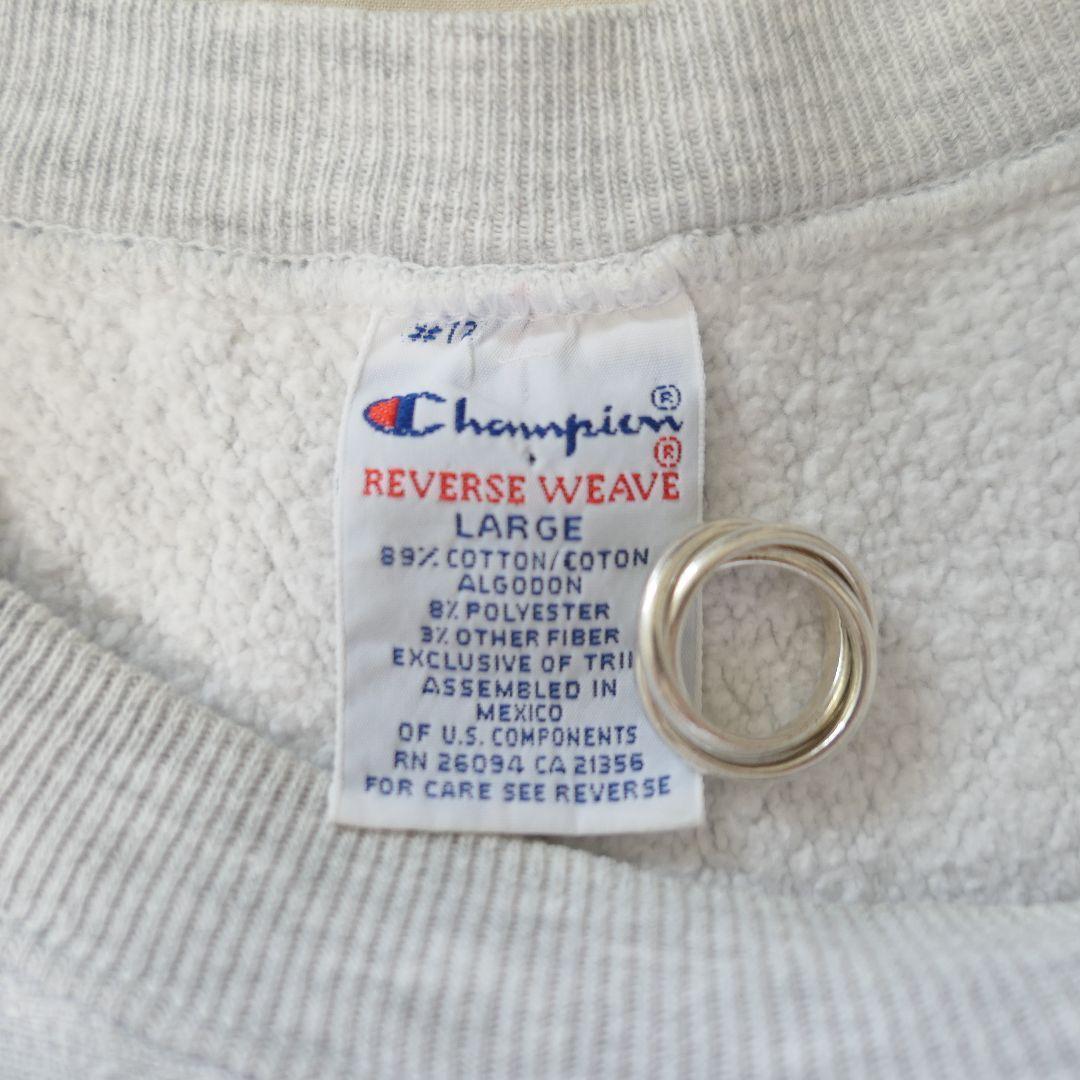 #12
Champion®
REVERSE WEAVE®
LARGE
89% COTTON/COTON
ALGODON
8% POLYESTER
3% OTHER FIBER
EXCLUSIVE OF
ASSEMBLED IN
MEXICO
OF U.S. COMPONENTS
RN 26094 CA 21356
FOR CARE SEE REVERSE